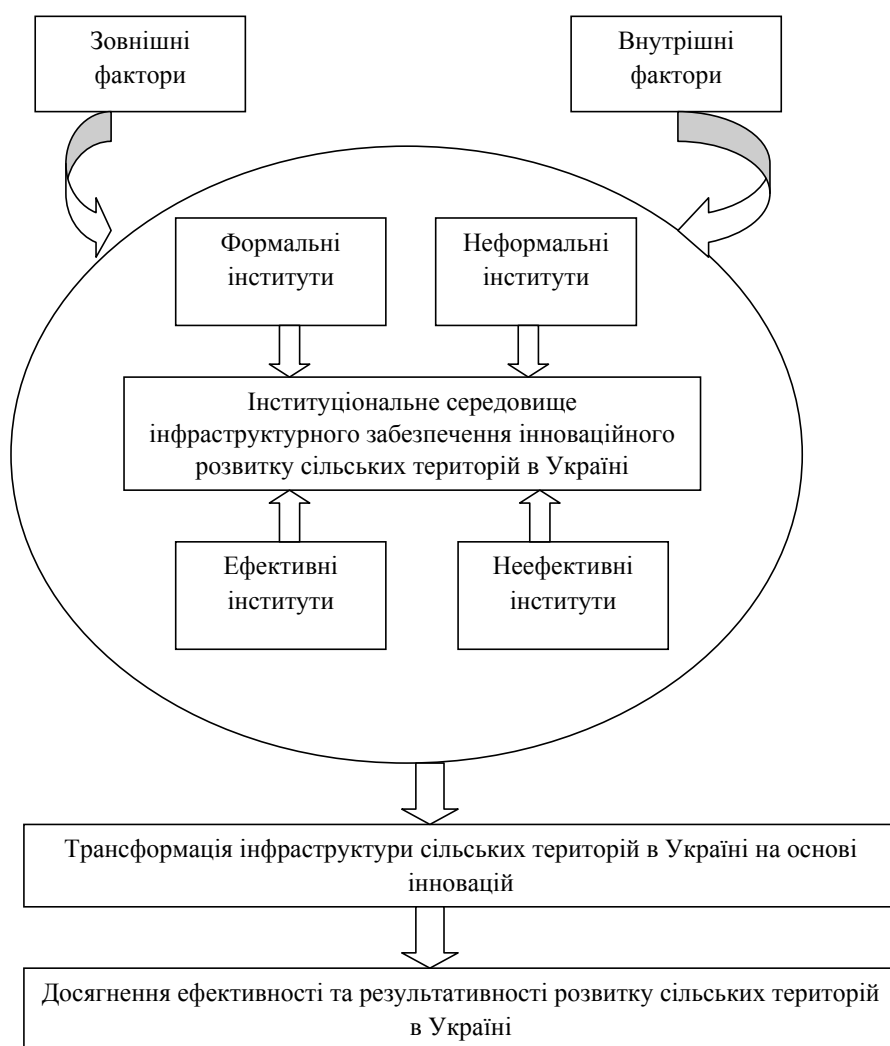 Зовнішні
фактори
Внутрішні
фактори
Формальні
інститути
Неформальні
інститути
Інституціональне середовище
інфраструктурного забезпечення інноваційного
розвитку сільських територій в Україні
Ефективні
інститути
Неефективні
інститути
Трансформація інфраструктури сільських територій в Україні на основі
інновацій
Досягнення ефективності та результативності розвитку сільських територій
в Україні